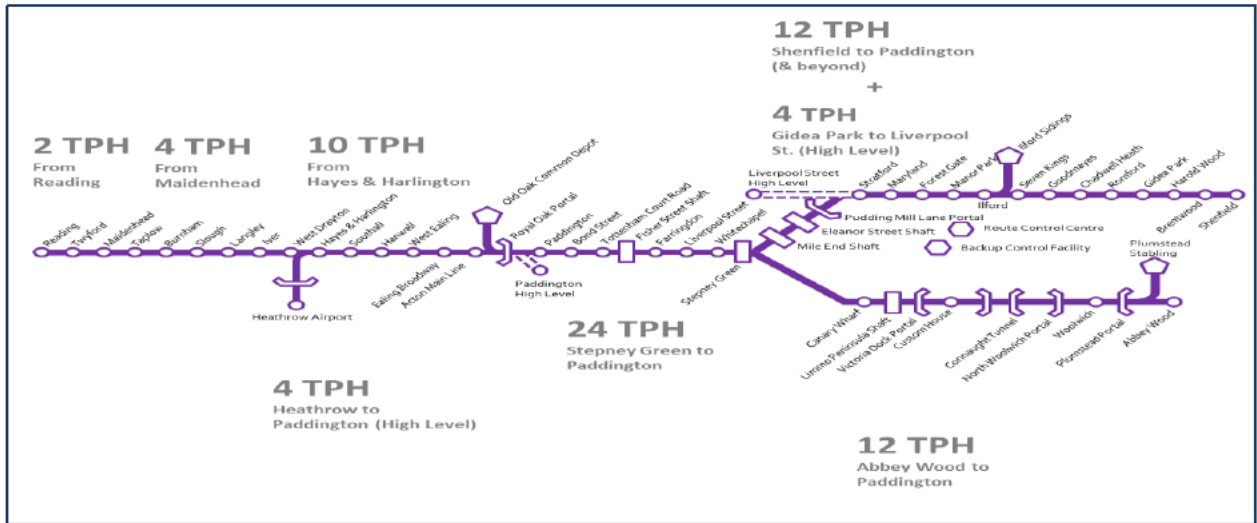 12 TPH
Shenfield to Paddington
(& beyond)
+
4 TPH
Gidea Park to Liverpool
St. (High Level)
2 TPH
From
Reading
4 TPH
From
Maidenhead
10 TPH
From
Hayes & Harlington
Old Oak Common Depot
Royal Oak Portal
Liverpool Street
High Level
Stratford
Maryland
Forest Gate
Manor Park
Ilford
Ilford Sidings
Seven Kings
Goodmayes
Chadwell Heath
Romford
Gidea Park
Harold Wood
Brentwood
Shenfield
Reading
Twyford
Maidenhead
Taplow
Burnham
Slough
Langley
Iver
West Drayton
Hayes & Harlington
Southall
Hanwell
West Ealing
Ealing Broadway
Acton Main Line
Paddington
Bond Street
Tottenham Court Road
Fisher Street Shaft
Farringdon
Liverpool Street
Whitechapel
Stepney Green
Pudding Mill Lane Portal
Eleanor Street Shaft
Mile End Shaft
Route Control Centre
Backup Control Facility
Plumstead
Stabling
Heathrow Airport
Paddington
High Level
Canary Wharf
Limmo Peninsula Shaft
Victoria Dock Portal
Custom House
Connaught Tunnel
North Woolwich Portal
Woolwich
Plumstead Portal
Abbey Wood
24 TPH
Stepney Green to
Paddington
4 TPH
Heathrow to
Paddington (High Level)
12 TPH
Abbey Wood to
Paddington